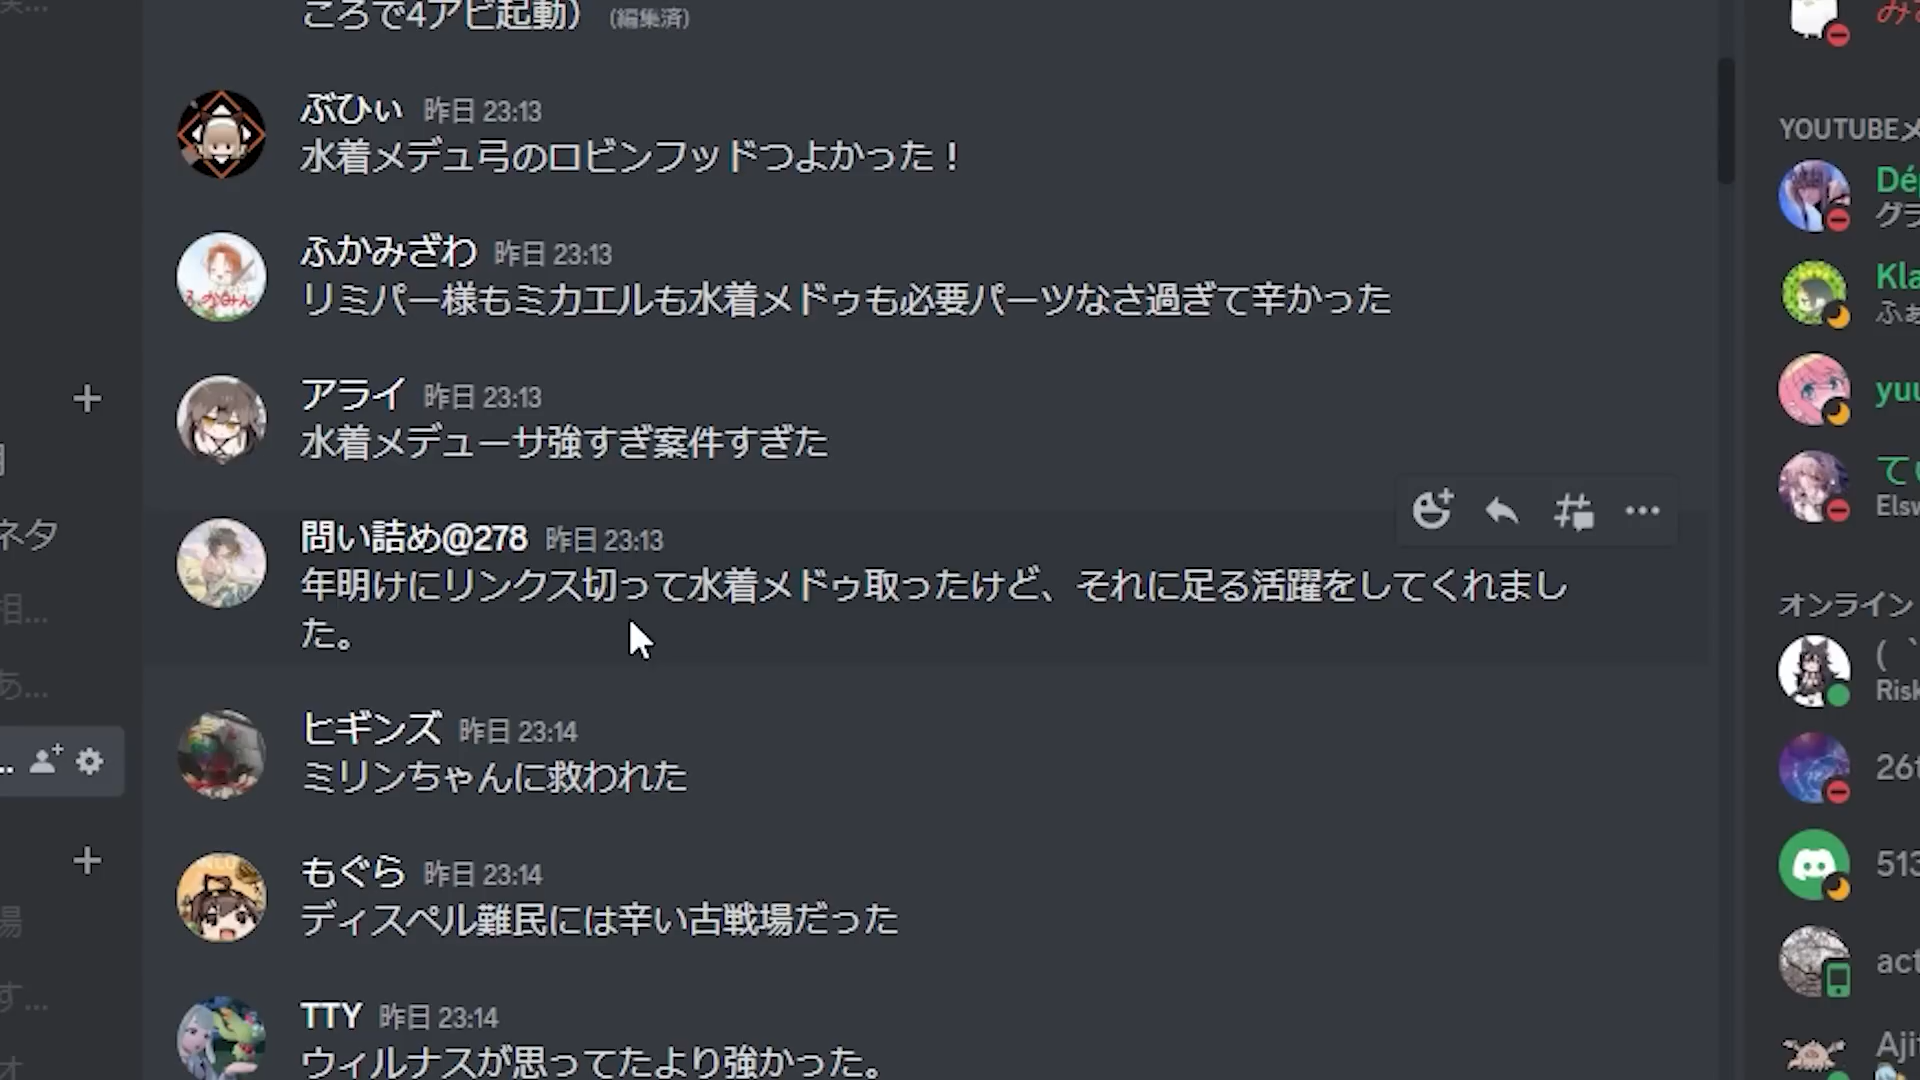 ころで4アビ起動） (編集済)
ぶひぃ 昨日 23:13
水着メデュ弓のロビンフッドつよかった！
ふかみざわ 昨日 23:13
リミパー様もミカエルも水着メドゥも必要パーツなさ過ぎて辛かった
アライ 昨日 23:13
水着メデューサ強すぎ案件すぎた
問い詰め@278 昨日 23:13
年明けにリンクス切って水着メドゥ取ったけど、それに足る活躍をしてくれまし
た。
ヒギンズ 昨日 23:14
ミリンちゃんに救われた
もぐら 昨日 23:14
ディスペル難民には辛い古戦場だった
TTY 昨日 23:14
ウィルナスが思ってたより強かった。
ネタ
相...
あ...
...
場
す...
オ
YOUTUBEメ
Dé
グラ
Kla
ふぁ
yuu
てぃ
Elsw
オンライン
( `
Risk
26t
513
act
Aji